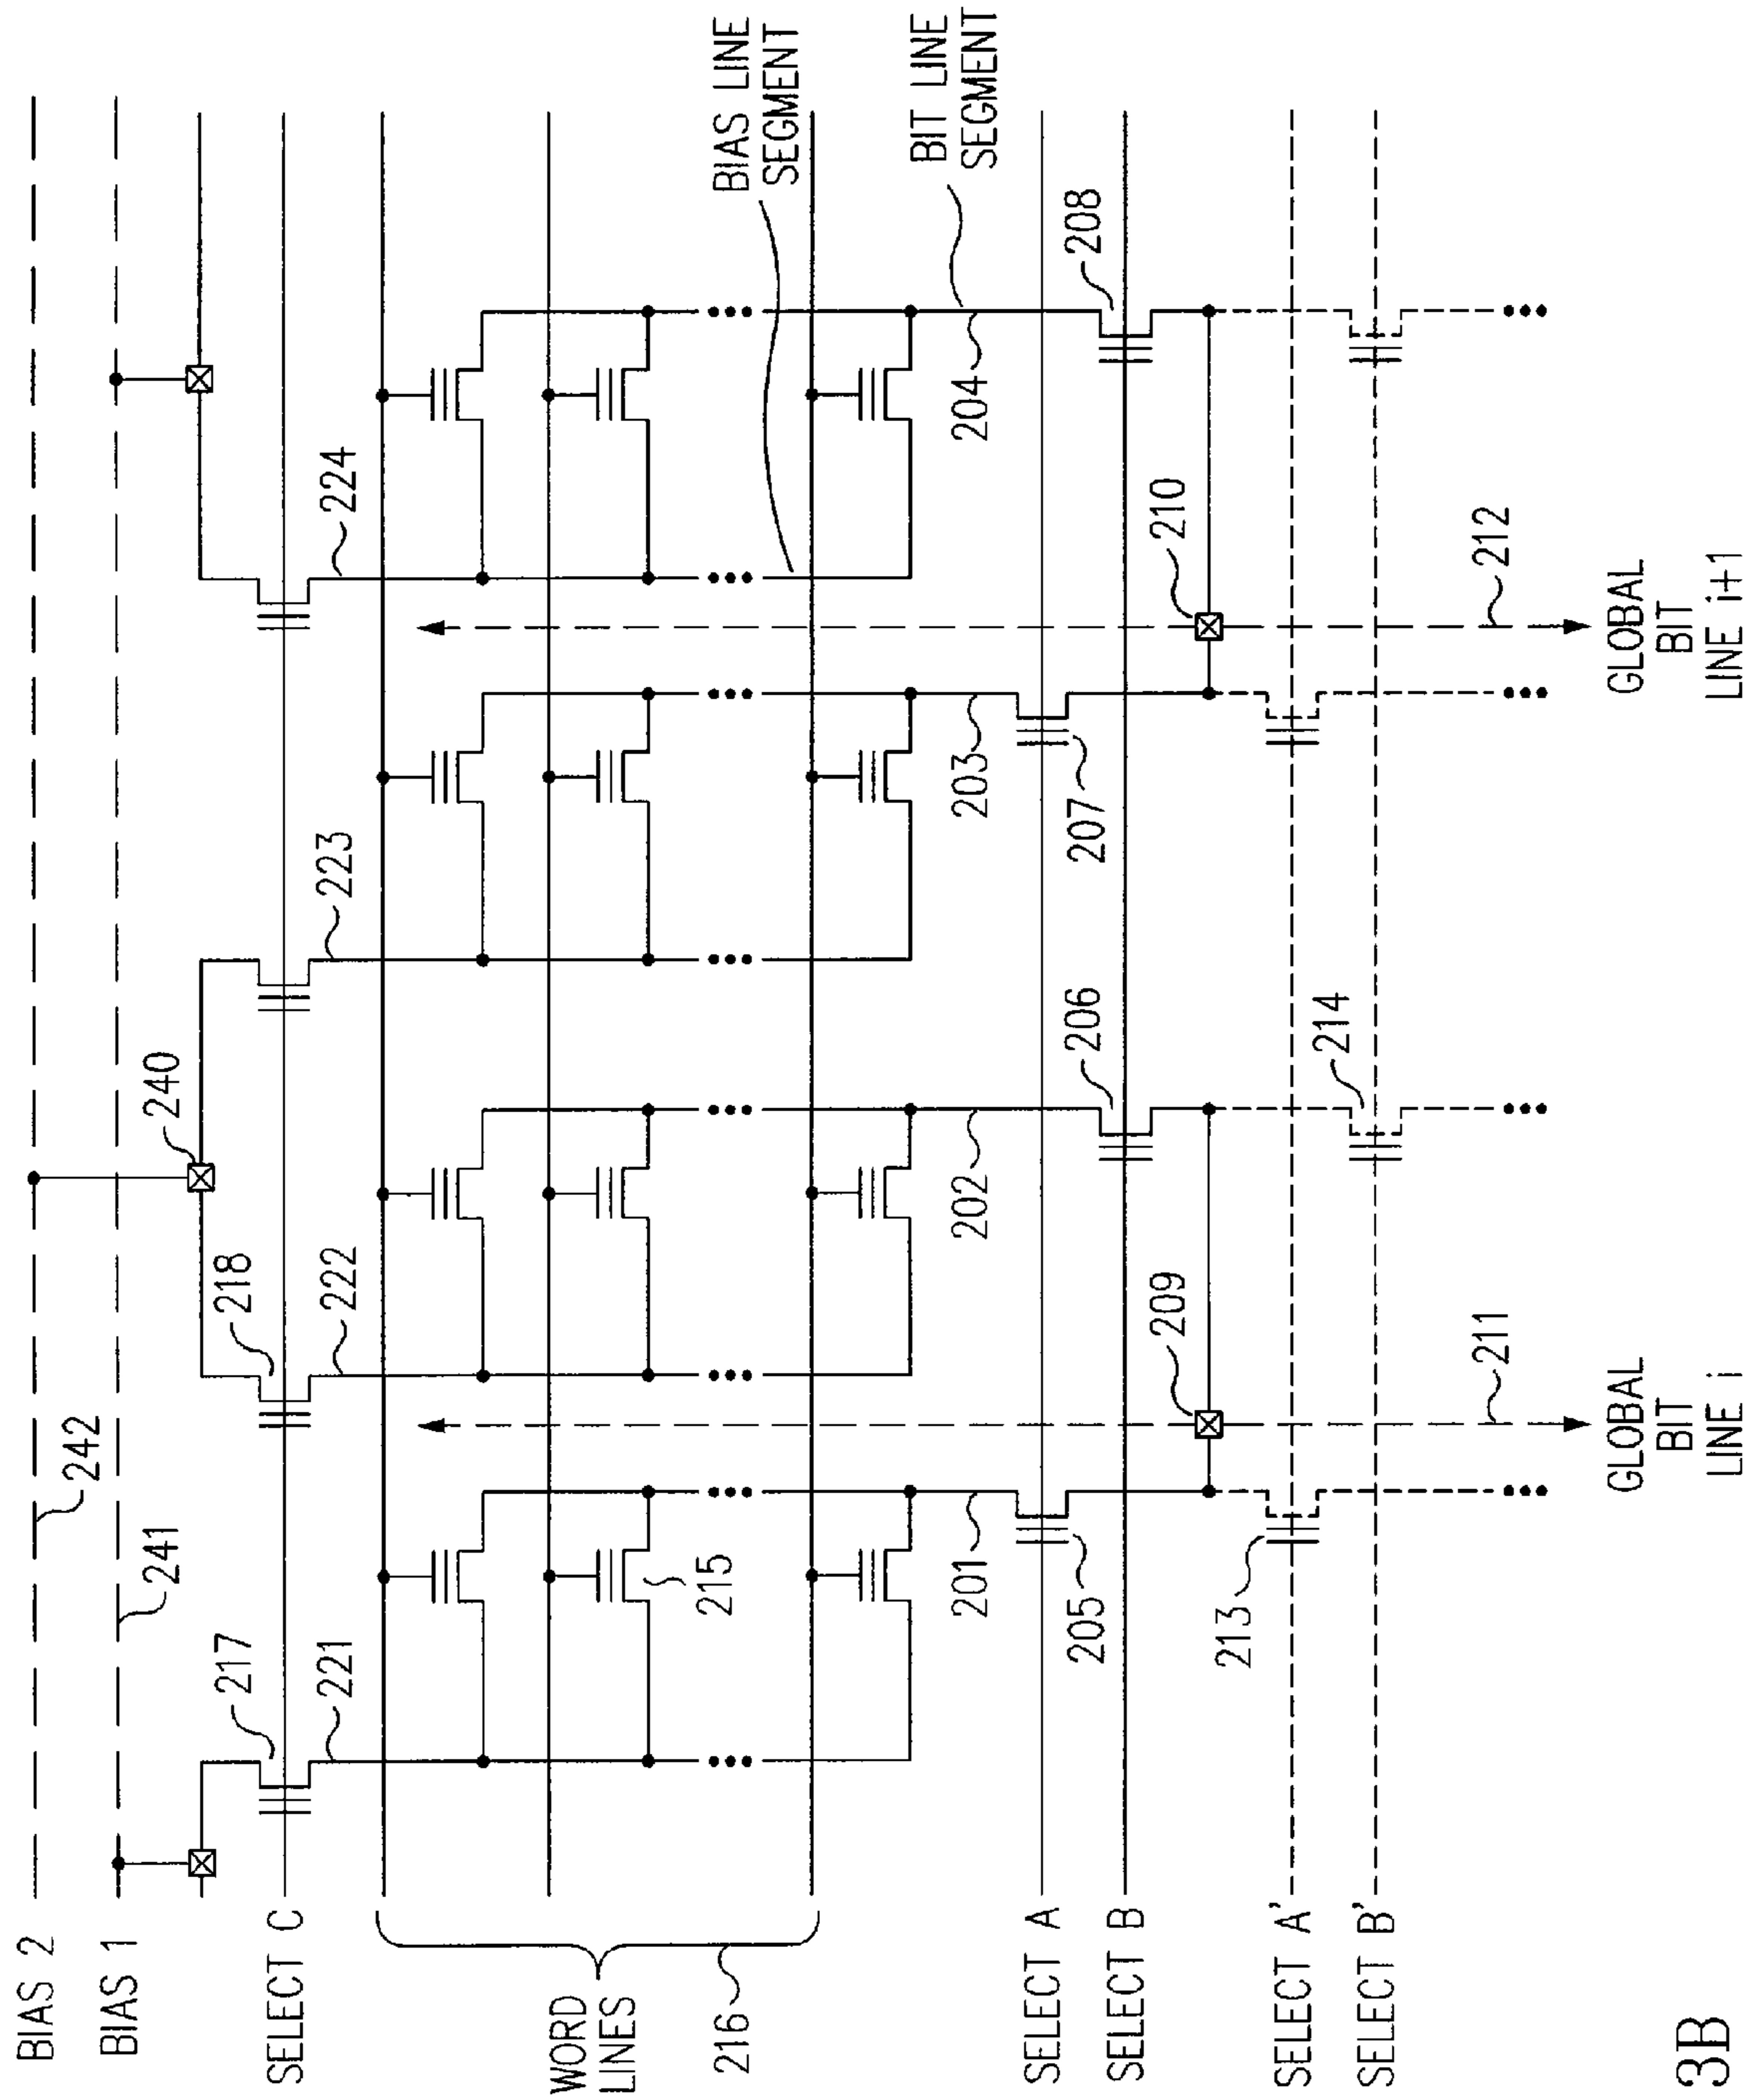 BIAS 2
242
BIAS 1
241
240
SELECT C
217
218
221
222
223
224
WORD
LINES
216
215
BIAS LINE
SEGMENT
BIT LINE
SEGMENT
201
202
203
204
SELECT A
205
207
SELECT B
206
208
209
210
SELECT A'
213
SELECT B'
214
211
212
GLOBAL
BIT
LINE i
GLOBAL
BIT
LINE i+1
3B